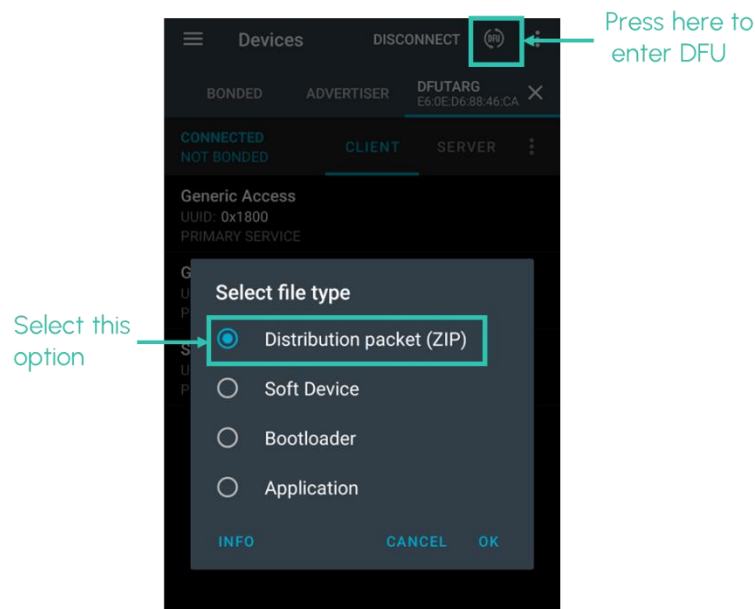 Press here to
enter DFU
Devices
DISCONNECT
DFU
BONDED
ADVERTISER
DFUTARG
E6:0E:D6:88:46:CA
CONNECTED
NOT BONDED
CLIENT
SERVER
Generic Access
UUID: 0x1800
PRIMARY SERVICE
G
U
P
Select file type
Select this
option
Distribution packet (ZIP)
S
U
P
Soft Device
Bootloader
Application
INFO
CANCEL
OK